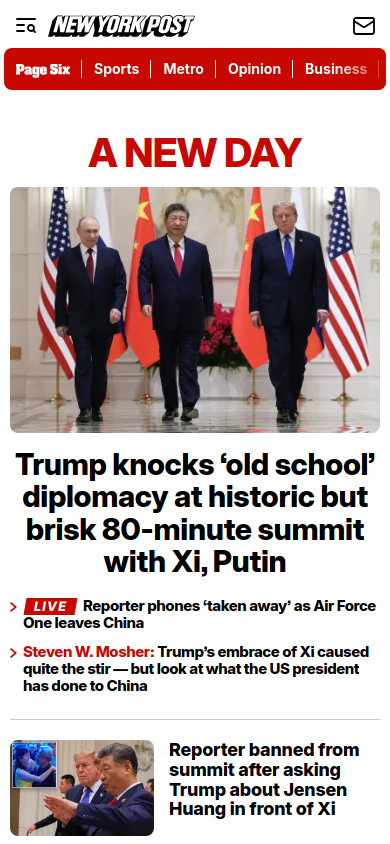 NEW YORK POST
Page Six
Sports
Metro
Opinion
Business
A NEW DAY
Trump knocks ‘old school’
diplomacy at historic but
brisk 80-minute summit
with Xi, Putin
LIVE Reporter phones ‘taken away’ as Air Force
One leaves China
Steven W. Mosher: Trump’s embrace of Xi caused
quite the stir — but look at what the US president
has done to China
Reporter banned from
summit after asking
Trump about Jensen
Huang in front of Xi